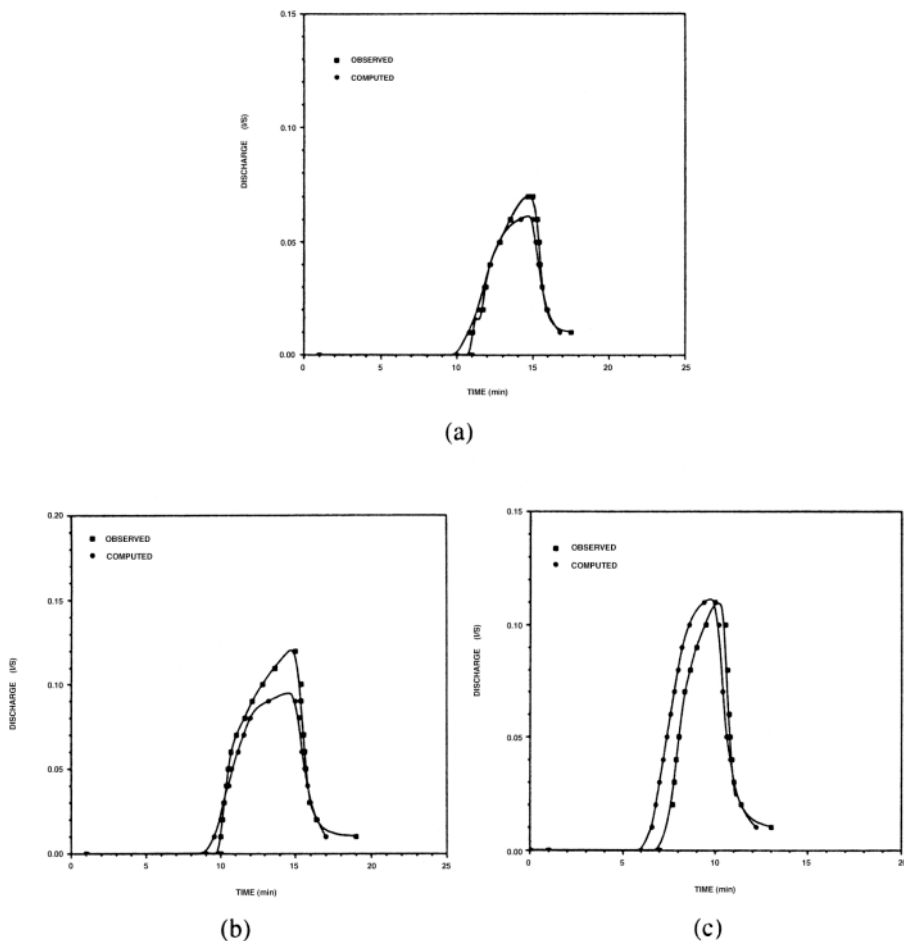 0.15
OBSERVED
COMPUTED
DISCHARGE (l/S)
0.10
0.05
0.00
0 5 10 15 20 25
TIME (min)
(a)
0.20
OBSERVED
COMPUTED
0.15
DISCHARGE (l/S)
0.10
0.05
0.00
0 5 10 15 20 25
TIME (min)
(b)
0.15
OBSERVED
COMPUTED
0.10
DISCHARGE (l/S)
0.05
0.00
0 5 10 15 20
TIME (min)
(c)